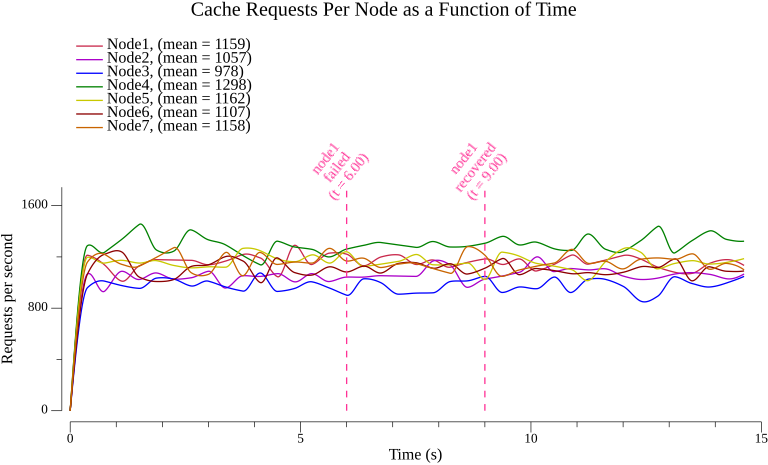 Cache Requests Per Node as a Function of Time
Node1, (mean = 1159)
Node2, (mean = 1057)
Node3, (mean = 978)
Node4, (mean = 1298)
Node5, (mean = 1162)
Node6, (mean = 1107)
Node7, (mean = 1158)
node1
failed
(t = 6.00)
node1
recovered
(t = 9.00)
1600
800
0
Requests per second
0
5
10
15
Time (s)